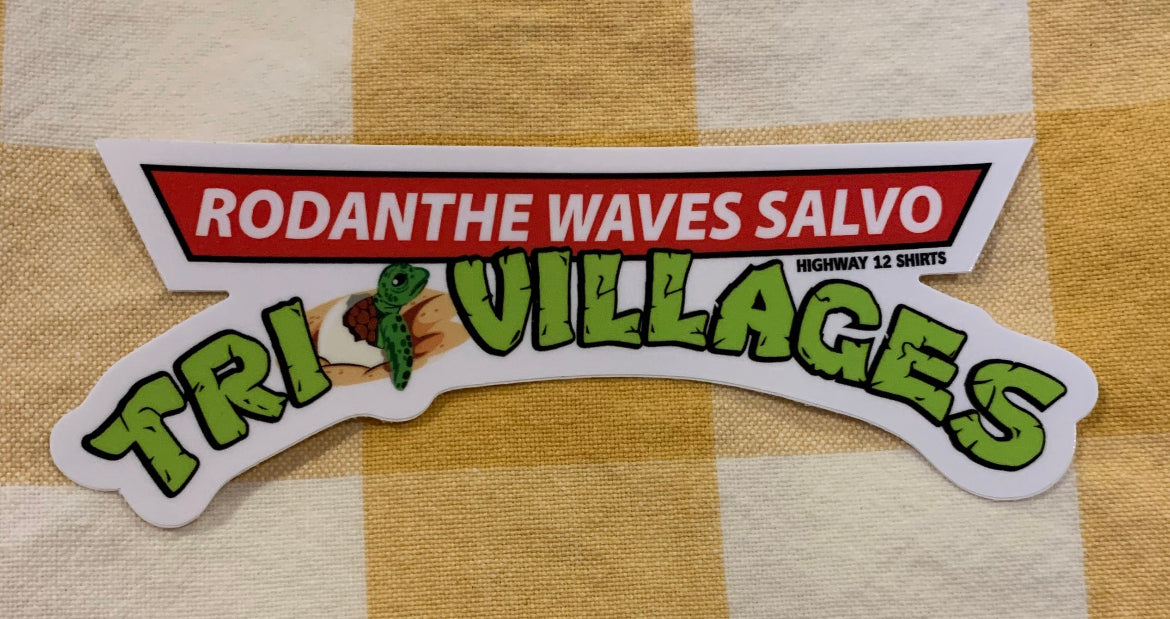 RODANTHE WAVES SALVO
HIGHWAY 12 SHIRTS
TRI VILLAGES